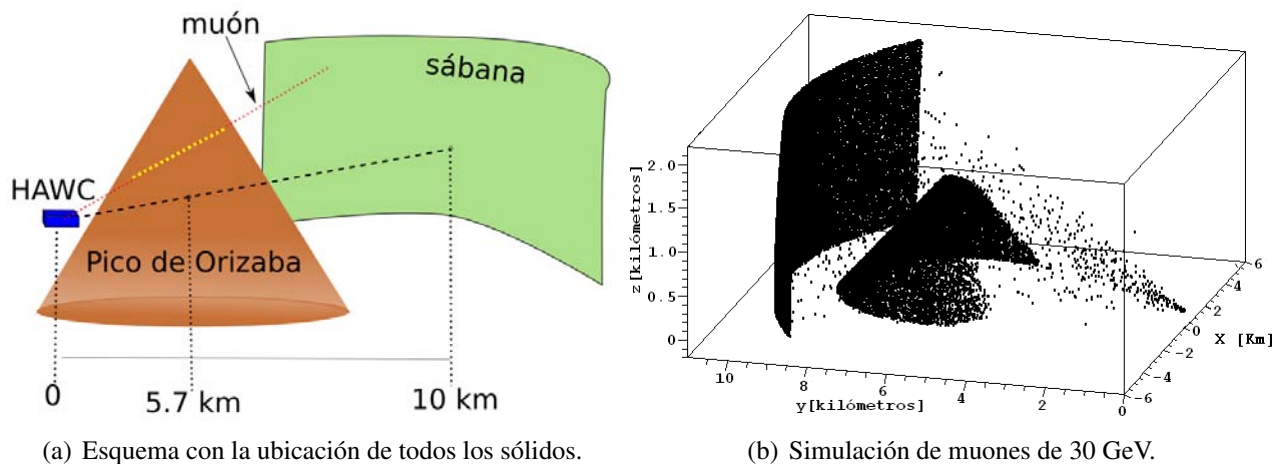 muón
sábana
HAWC
Pico de Orizaba
0
5.7 km
10 km
(a) Esquema con la ubicación de todos los sólidos.
2.0
1.5
1.0
0.5
0
z[kilómetros]
10
8
6
4
2
0
y[kilómetros]
6
4
2
0
-2
-4
-6
X [Km]
(b) Simulación de muones de 30 GeV.